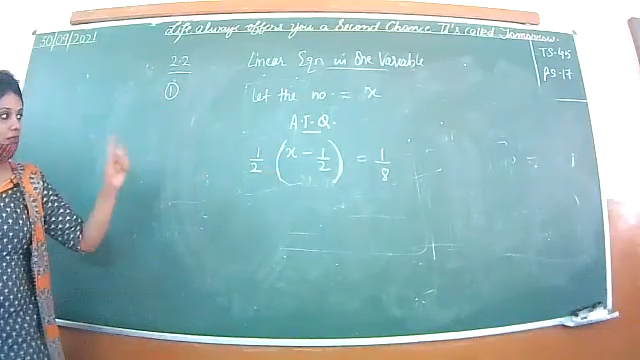 30/09/2021
Life always offers you a Second Chance It's called Tomorrow.
TS-45
PS-17
2.2 Linear Eqn in One Variable
① Let the no. = x
A.T.Q.
1/2 (x - 1/2) = 1/8